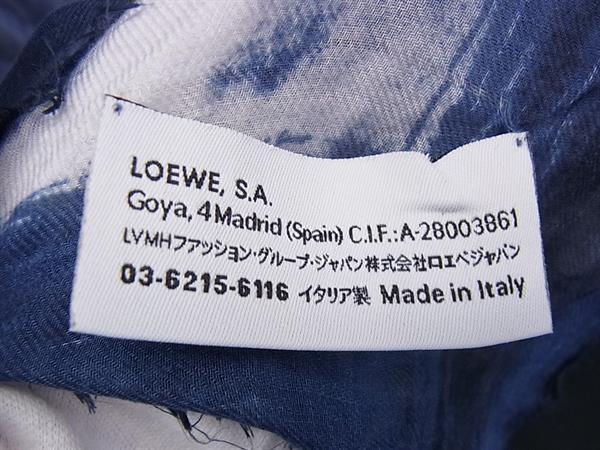 LOEWE, S.A.
Goya, 4 Madrid (Spain) C.I.F.:A-28003861
LVMHファッション・グループ・ジャパン株式会社ロエベジャパン
03-6215-6116 イタリア製 Made in Italy